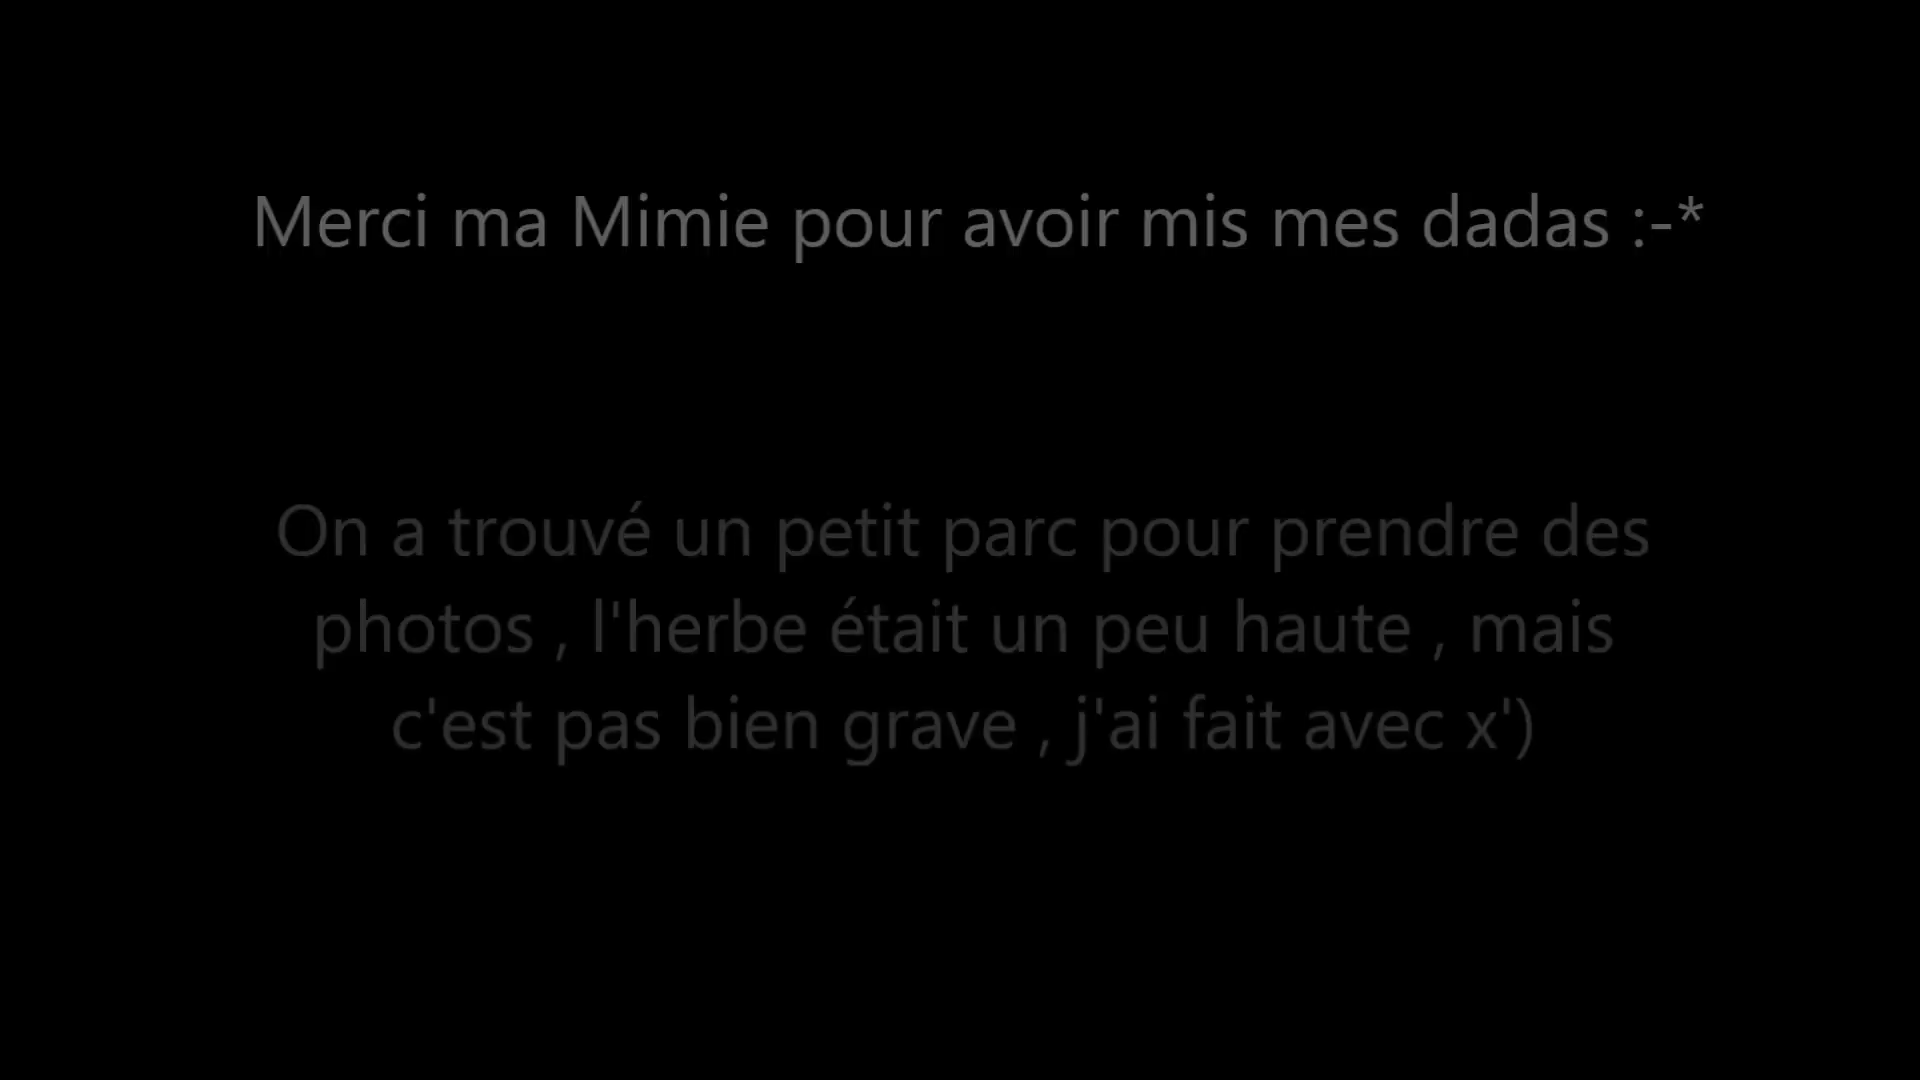 Merci ma Mimie pour avoir mis mes dadas :-*
On a trouvé un petit parc pour prendre des
photos , l'herbe était un peu haute , mais
c'est pas bien grave , j'ai fait avec x')